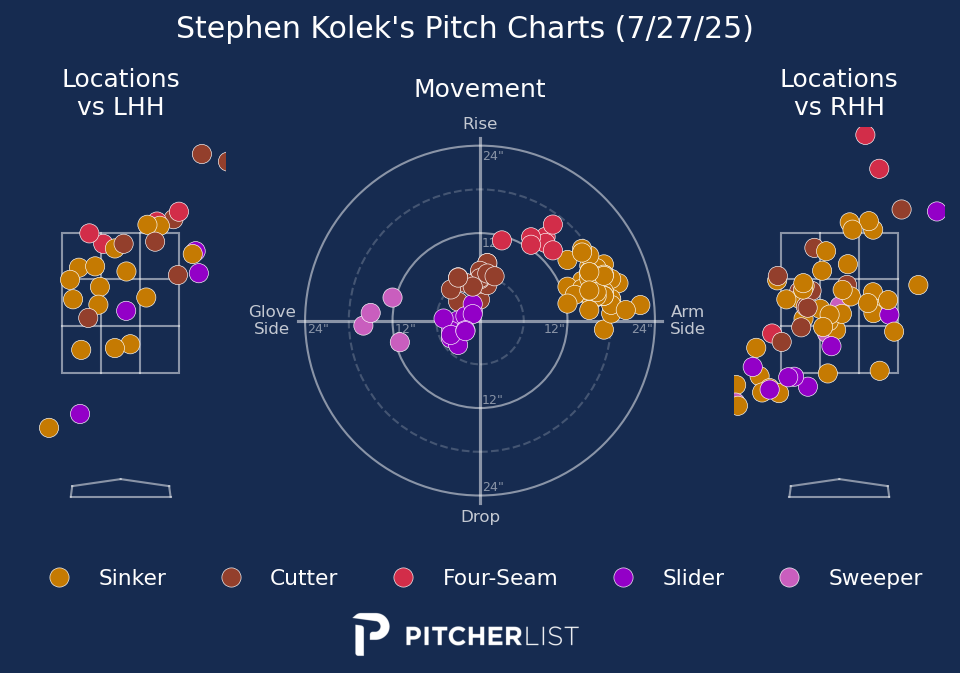 Stephen Kolek's Pitch Charts (7/27/25)
Locations
vs LHH
Movement
Locations
vs RHH
Rise
24"
12"
Glove
Side
24"
12"
12"
24"
Arm
Side
12"
24"
Drop
Sinker
Cutter
Four-Seam
Slider
Sweeper
PITCHERLIST